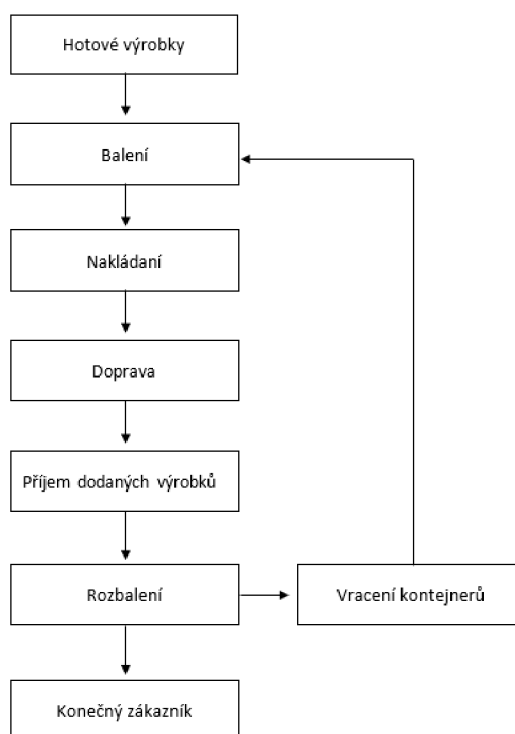 Hotové výrobky
Balení
Nakládaní
Doprava
Příjem dodaných výrobků
Rozbalení
Vracení kontejnerů
Konečný zákazník